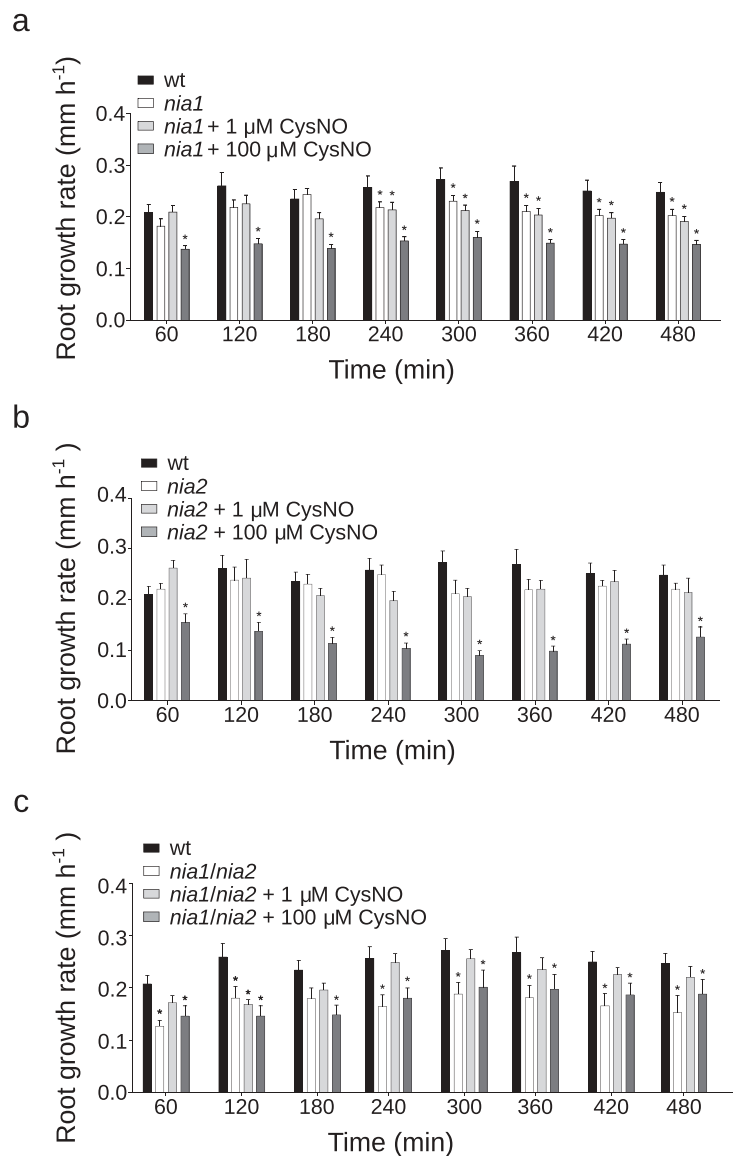 a
Root growth rate (mm h-1)
wt
nia1
nia1 + 1 µM CysNO
nia1 + 100 µM CysNO
0.4
0.3
0.2
0.1
0.0
* * * * * * * * * * * * * * * * * *
60 120 180 240 300 360 420 480
Time (min)
b
Root growth rate (mm h-1 )
wt
nia2
nia2 + 1 µM CysNO
nia2 + 100 µM CysNO
0.4
0.3
0.2
0.1
0.0
* * * * * * * *
60 120 180 240 300 360 420 480
Time (min)
c
Root growth rate (mm h-1 )
wt
nia1/nia2
nia1/nia2 + 1 µM CysNO
nia1/nia2 + 100 µM CysNO
0.4
0.3
0.2
0.1
0.0
* * * * * * * * * * * * * * * *
60 120 180 240 300 360 420 480
Time (min)